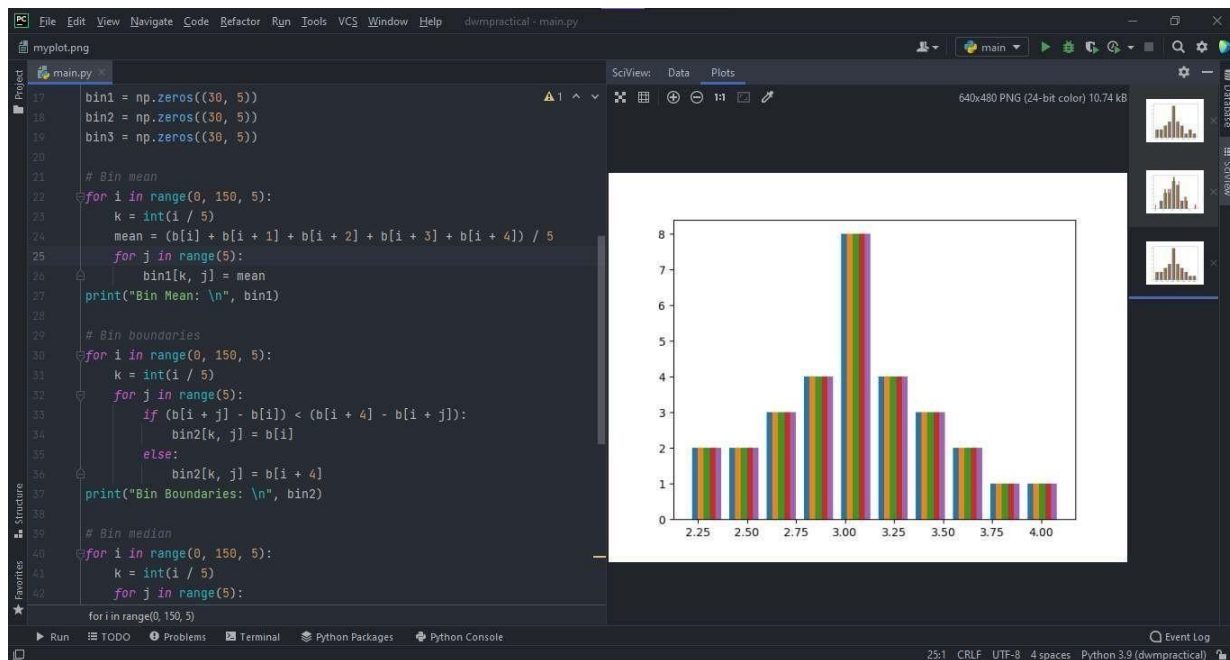 PC File Edit View Navigate Code Refactor Run Tools VCS Window Help dwmpractical - main.py
myplot.png
main
main.py
SciView: Data Plots
1:1
640x480 PNG (24-bit color) 10.74 kB
Project
Structure
Favorites
Database
SciView
1
17 bin1 = np.zeros((30, 5))
18 bin2 = np.zeros((30, 5))
19 bin3 = np.zeros((30, 5))
20
21 # Bin mean
22 for i in range(0, 150, 5):
23 k = int(i / 5)
24 mean = (b[i] + b[i + 1] + b[i + 2] + b[i + 3] + b[i + 4]) / 5
25 for j in range(5):
26 bin1[k, j] = mean
27 print("Bin Mean: \n", bin1)
28
29 # Bin boundaries
30 for i in range(0, 150, 5):
31 k = int(i / 5)
32 for j in range(5):
33 if (b[i + j] - b[i]) < (b[i + 4] - b[i + j]):
34 bin2[k, j] = b[i]
35 else:
36 bin2[k, j] = b[i + 4]
37 print("Bin Boundaries: \n", bin2)
38
39 # Bin median
40 for i in range(0, 150, 5):
41 k = int(i / 5)
42 for j in range(5):
for i in range(0, 150, 5)
8
7
6
5
4
3
2
1
0
2.25 2.50 2.75 3.00 3.25 3.50 3.75 4.00
Run TODO Problems Terminal Python Packages Python Console Event Log
25:1 CRLF UTF-8 4 spaces Python 3.9 (dwmpractical)